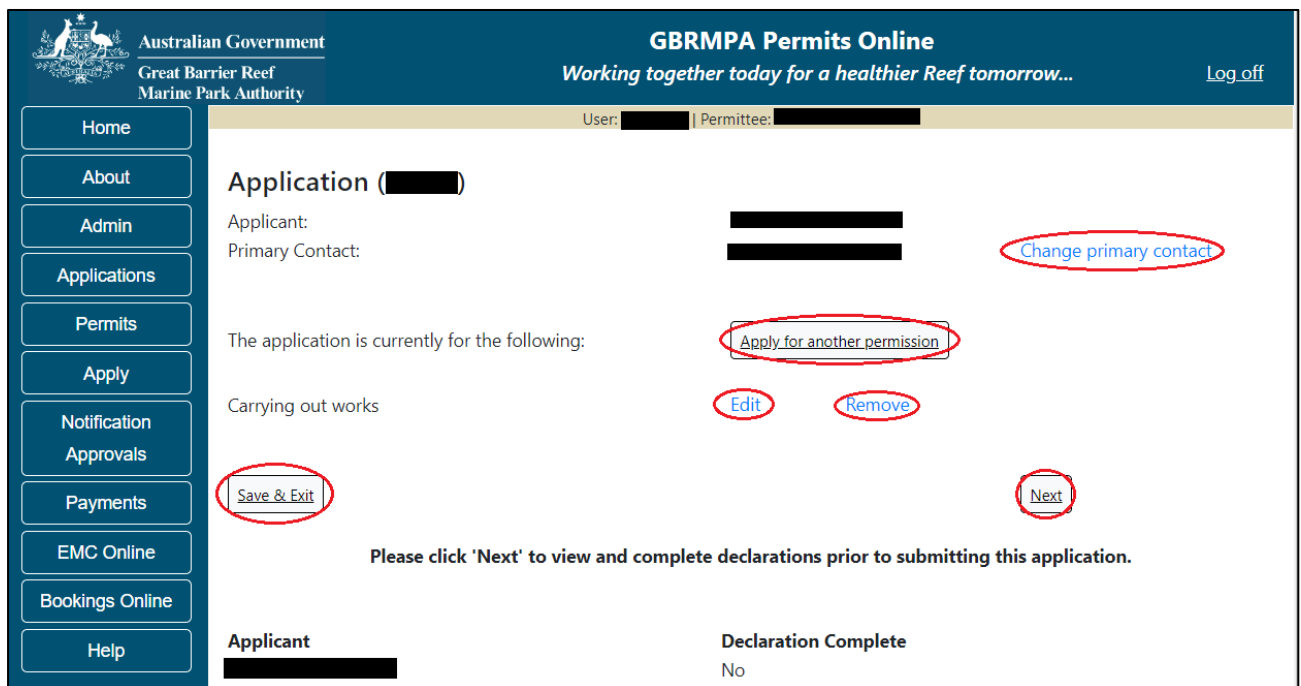 Australian Government
Great Barrier Reef
Marine Park Authority
GBRMPA Permits Online
Working together today for a healthier Reef tomorrow...
Log off
Home
About
Admin
Applications
Permits
Apply
Notification
Approvals
Payments
EMC Online
Bookings Online
Help
User: | Permittee:
Application ( )
Applicant:
Primary Contact:
Change primary contact
The application is currently for the following:
Apply for another permission
Carrying out works
Edit
Remove
Save & Exit
Next
Please click 'Next' to view and complete declarations prior to submitting this application.
Applicant
Declaration Complete
No